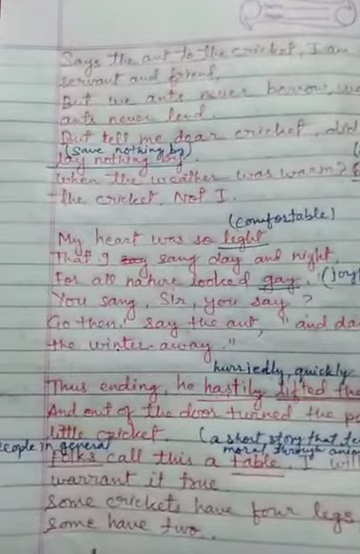 Says the ant to the cricket, I am
servant and friend,
But we ants never borrow, we
ants never lend.
But tell me dear cricket, did
(save nothing by)
lay nothing by
when the weather was warm?
the cricket, Not I.
(comfortable)
My heart was so light
That I sang day and night,
For all nature looked gay. (joy
You sang, Sir, you say?
Go then," say the ant, "and da
the winter away."
hurriedly, quickly
Thus ending, he hastily lifted the
And out of the door turned the po
little cricket. (a short story that te
people in general moral through anim
Folks call this a fable. I will
warrant it true
some crickets have four legs
some have two.